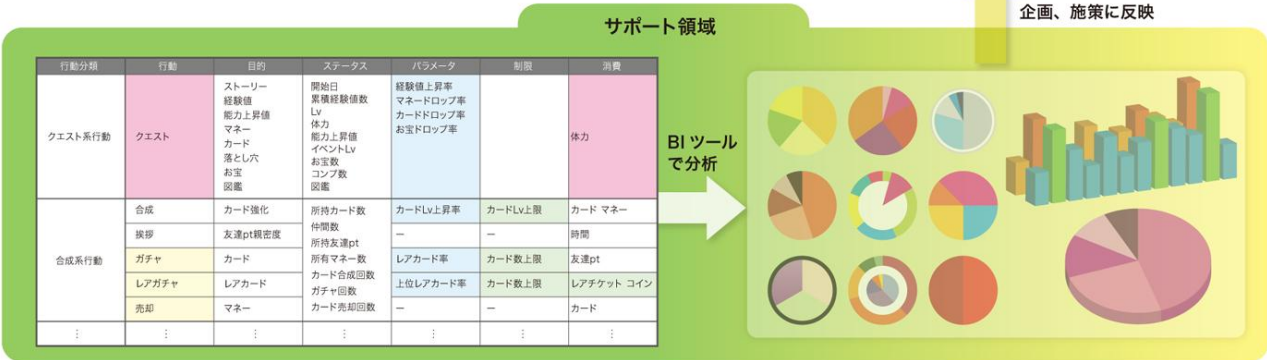 企画、施策に反映
サポート領域
行動分類 行動 目的 ステータス パラメータ 制限 消費
クエスト系行動 クエスト
ストーリー
経験値
能力上昇値
マネー
カード
落とし穴
お宝
図鑑
開始日
累積経験値数
Lv
体力
能力上昇値
イベントLv
お宝数
コンプ数
図鑑
経験値上昇率
マネードロップ率
カードドロップ率
お宝ドロップ率
体力
合成系行動
合成 カード強化
挨拶 友達pt親密度
ガチャ カード
レアガチャ レアカード
売却 マネー
所持カード数
仲間数
所持友達pt
所有マネー数
カード合成回数
ガチャ回数
カード売却回数
カードLv上昇率 カードLv上限 カード マネー
― ― 時間
レアカード率 カード数上限 友達pt
上位レアカード率 カード数上限 レアチケット コイン
― ― カード
⋮ ⋮ ⋮ ⋮ ⋮ ⋮ ⋮
BI ツール
で分析